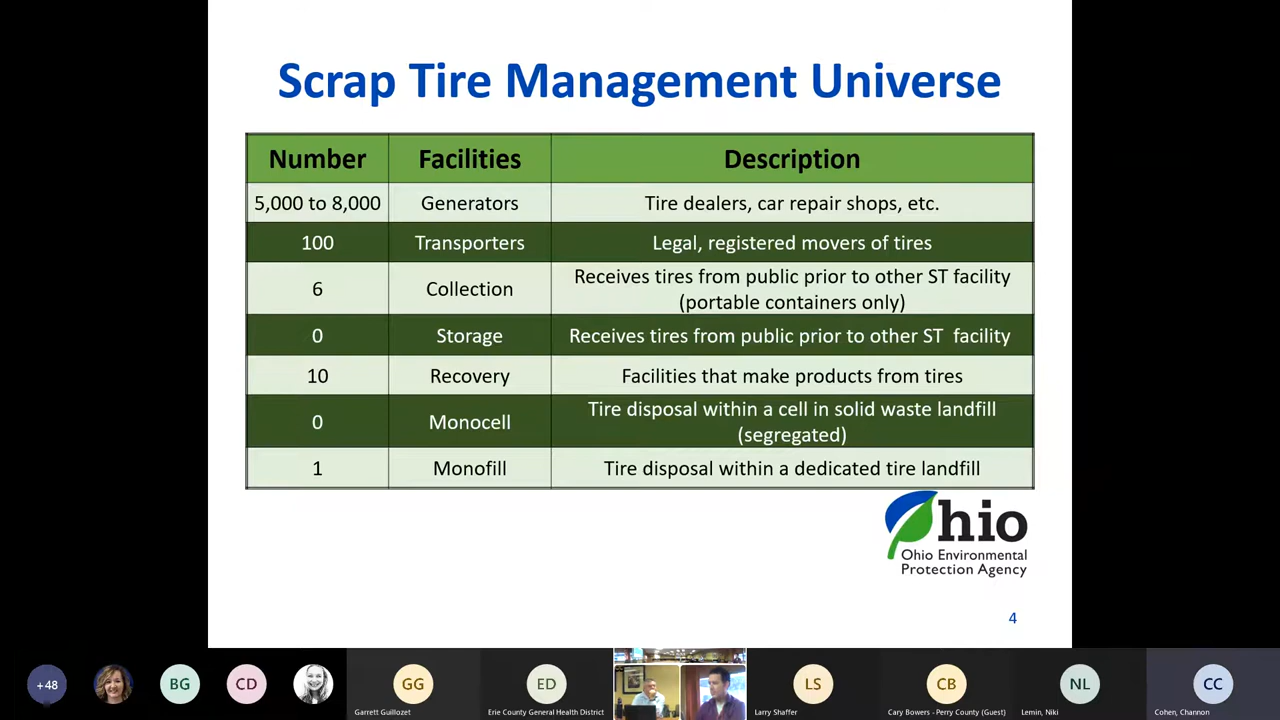 Scrap Tire Management Universe
Number Facilities Description
5,000 to 8,000 Generators Tire dealers, car repair shops, etc.
100 Transporters Legal, registered movers of tires
6 Collection Receives tires from public prior to other ST facility
(portable containers only)
0 Storage Receives tires from public prior to other ST facility
10 Recovery Facilities that make products from tires
0 Monocell Tire disposal within a cell in solid waste landfill
(segregated)
1 Monofill Tire disposal within a dedicated tire landfill
Ohio
Ohio Environmental
Protection Agency
4
+48 BG CD GG ED LS CB NL CC
Garrett Guillozet Erie County General Health District Larry Shaffer Cary Bowers - Perry County (Guest) Lemin, Niki Cohen, Channon